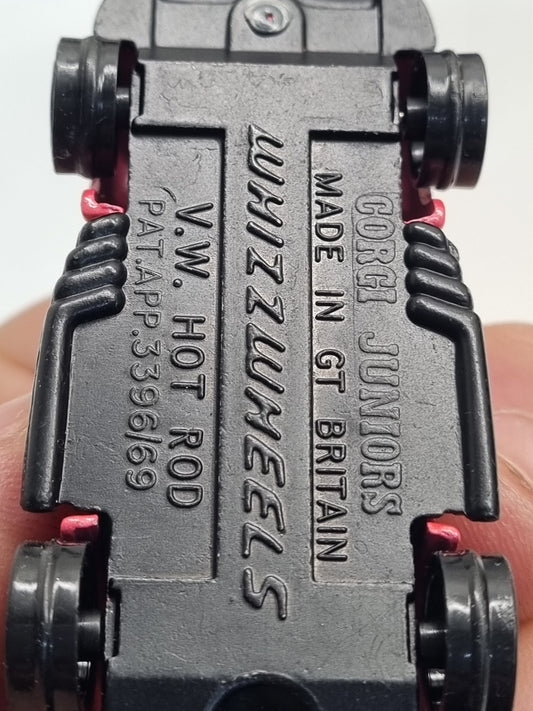 CORGI JUNIORS
MADE IN GT BRITAIN
WHIZZWHEELS
V.W. HOT ROD
PAT.APP.3396/69